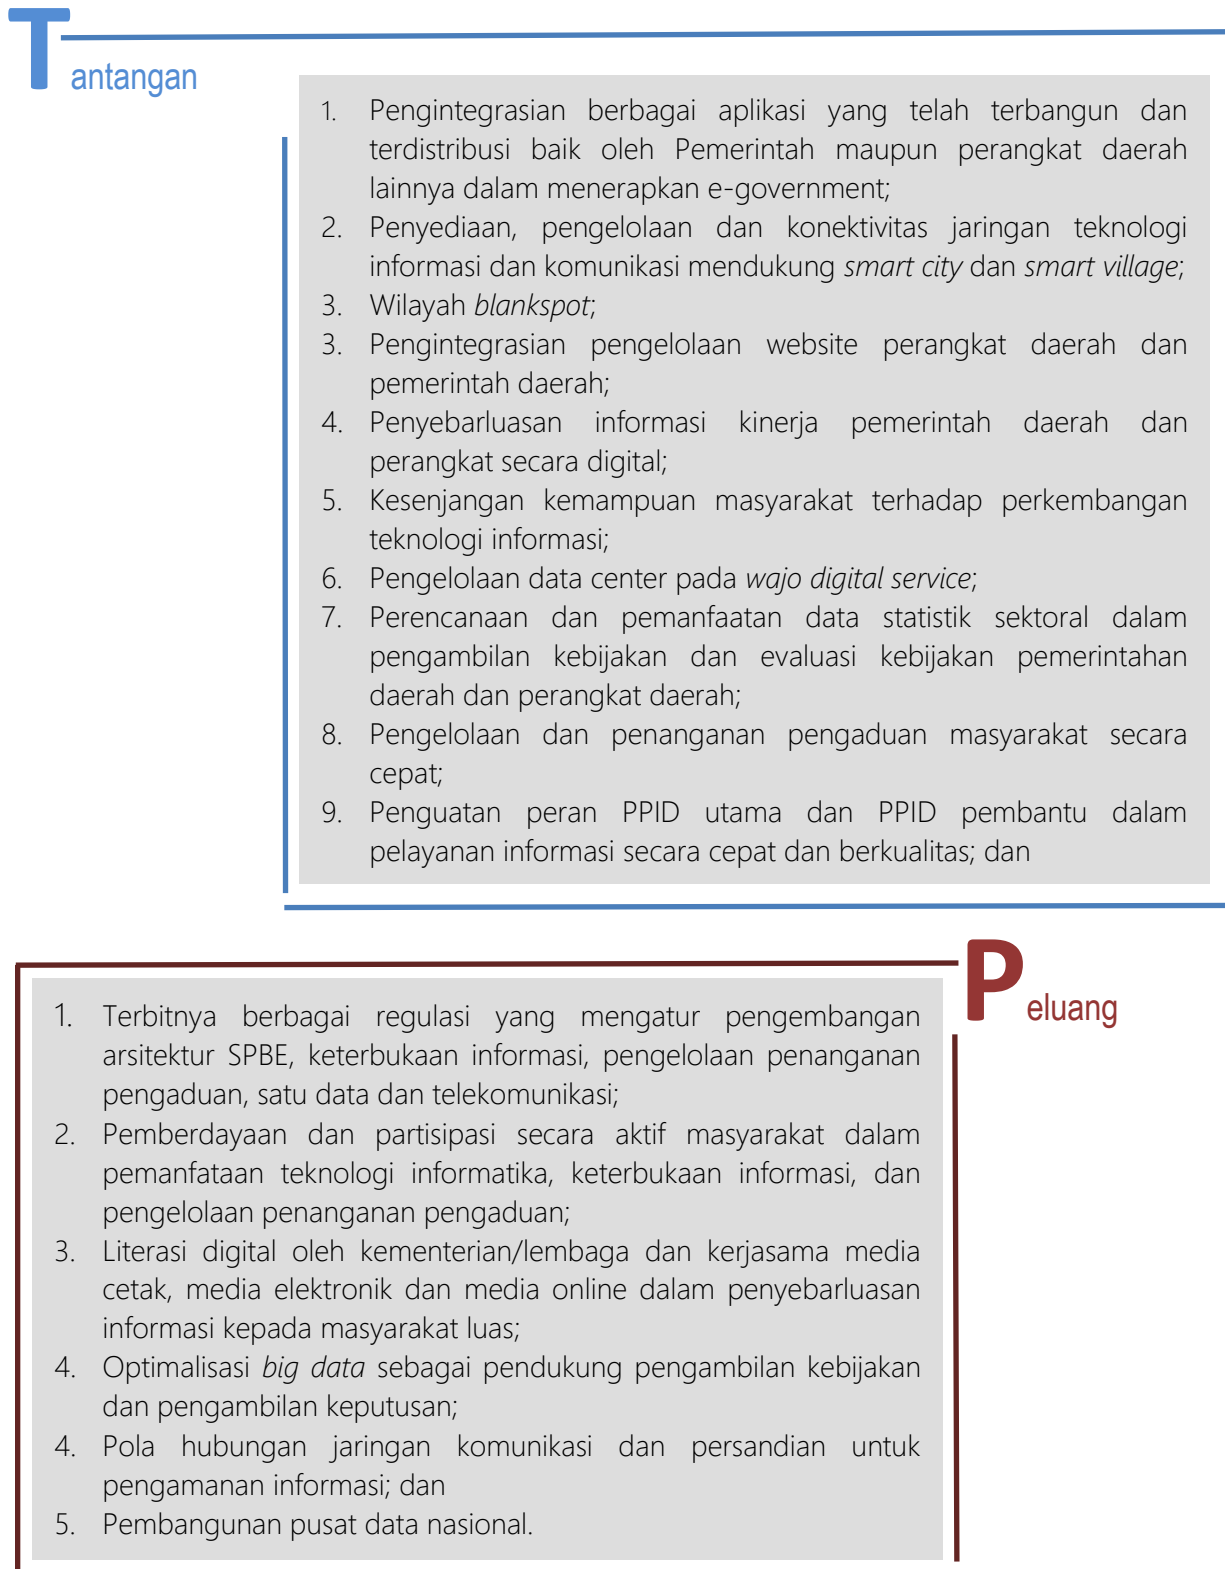 Tantangan
1. Pengintegrasian berbagai aplikasi yang telah terbangun dan
terdistribusi baik oleh Pemerintah maupun perangkat daerah
lainnya dalam menerapkan e-government;
2. Penyediaan, pengelolaan dan konektivitas jaringan teknologi
informasi dan komunikasi mendukung smart city dan smart village;
3. Wilayah blankspot;
3. Pengintegrasian pengelolaan website perangkat daerah dan
pemerintah daerah;
4. Penyebarluasan informasi kinerja pemerintah daerah dan
perangkat secara digital;
5. Kesenjangan kemampuan masyarakat terhadap perkembangan
teknologi informasi;
6. Pengelolaan data center pada wajo digital service;
7. Perencanaan dan pemanfaatan data statistik sektoral dalam
pengambilan kebijakan dan evaluasi kebijakan pemerintahan
daerah dan perangkat daerah;
8. Pengelolaan dan penanganan pengaduan masyarakat secara
cepat;
9. Penguatan peran PPID utama dan PPID pembantu dalam
pelayanan informasi secara cepat dan berkualitas; dan
Peluang
1. Terbitnya berbagai regulasi yang mengatur pengembangan
arsitektur SPBE, keterbukaan informasi, pengelolaan penanganan
pengaduan, satu data dan telekomunikasi;
2. Pemberdayaan dan partisipasi secara aktif masyarakat dalam
pemanfataan teknologi informatika, keterbukaan informasi, dan
pengelolaan penanganan pengaduan;
3. Literasi digital oleh kementerian/lembaga dan kerjasama media
cetak, media elektronik dan media online dalam penyebarluasan
informasi kepada masyarakat luas;
4. Optimalisasi big data sebagai pendukung pengambilan kebijakan
dan pengambilan keputusan;
4. Pola hubungan jaringan komunikasi dan persandian untuk
pengamanan informasi; dan
5. Pembangunan pusat data nasional.